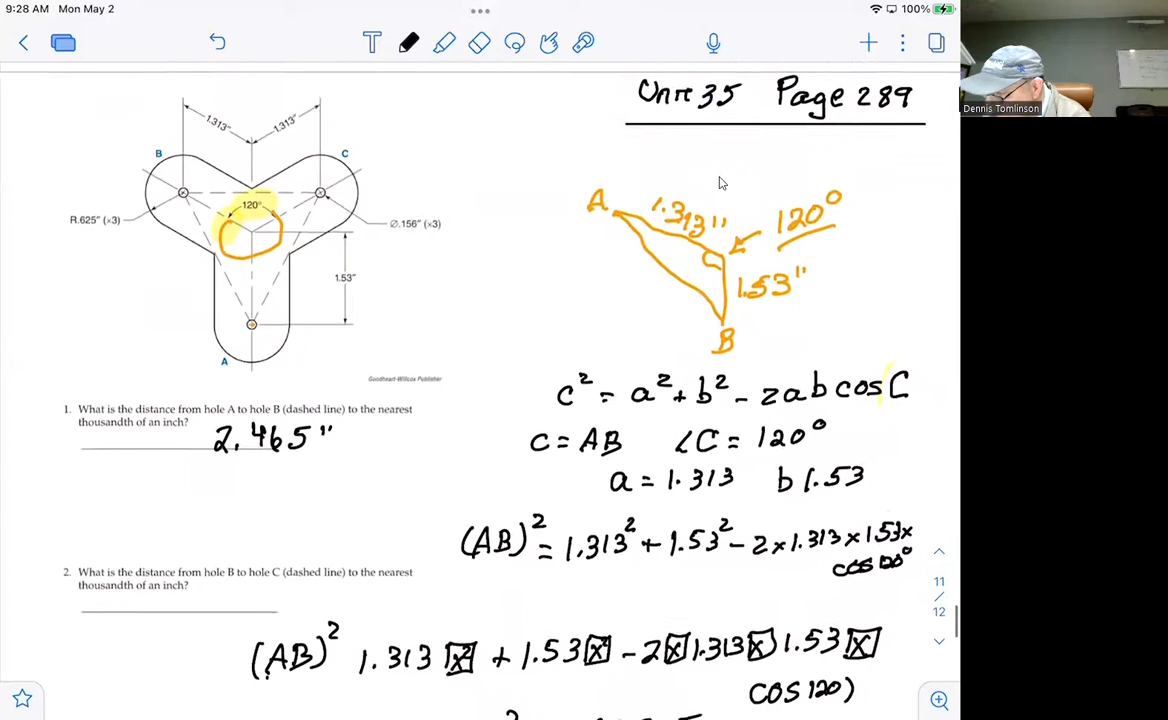 9:28 AM Mon May 2
100%
Dennis Tomlinson
Unit 35 Page 289
1.313" 1.313"
B C
120°
R.625" (×3)
Ø.156" (×3)
1.53"
A
Goodheart-Willcox Publisher
A 1.313" 120°
1.53"
B
c² = a² + b² - 2ab cos C
c = AB ∠C = 120°
a = 1.313 b 1.53
(AB)² = 1.313² + 1.53² - 2 × 1.313 × 1.53 ×
cos 120°
1. What is the distance from hole A to hole B (dashed line) to the nearest
thousandth of an inch?
2.465"
2. What is the distance from hole B to hole C (dashed line) to the nearest
thousandth of an inch?
11
/
12
(AB)² 1.313 x² + 1.53 x² - 2 x 1.313 x 1.53 x
COS 120)